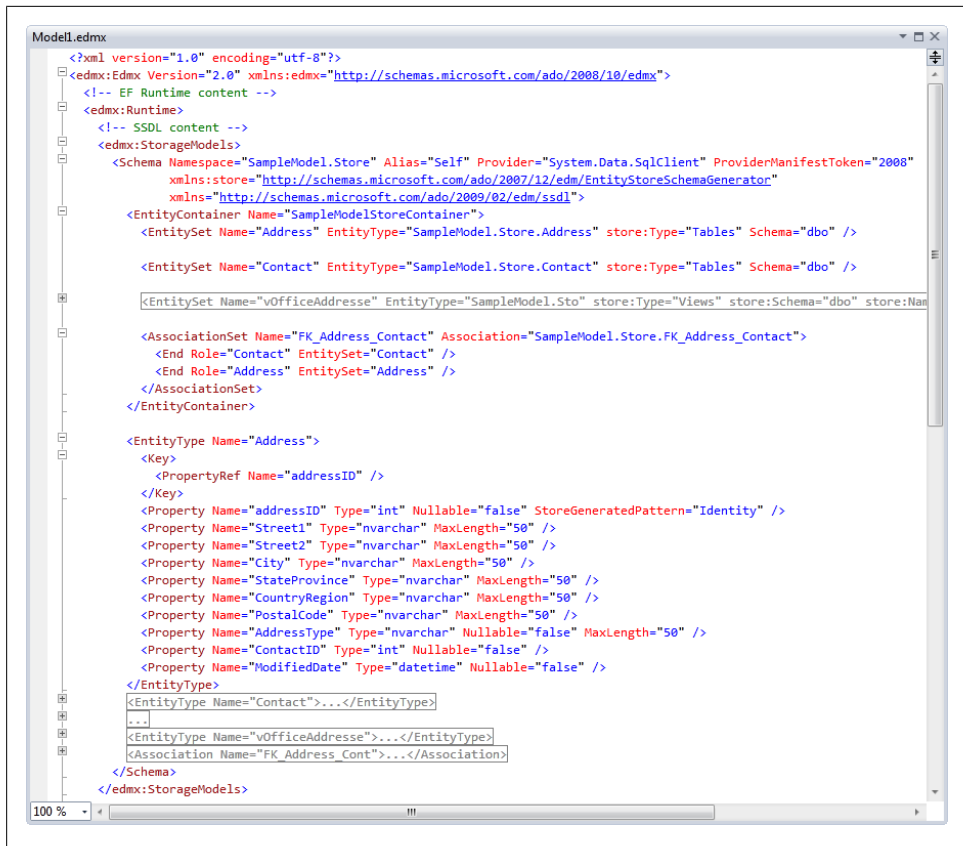 Model1.edmx
<?xml version="1.0" encoding="utf-8"?>
<edmx:Edmx Version="2.0" xmlns:edmx="http://schemas.microsoft.com/ado/2008/10/edmx">
<!-- EF Runtime content -->
<edmx:Runtime>
<!-- SSDL content -->
<edmx:StorageModels>
<Schema Namespace="SampleModel.Store" Alias="Self" Provider="System.Data.SqlClient" ProviderManifestToken="2008"
xmlns:store="http://schemas.microsoft.com/ado/2007/12/edm/EntityStoreSchemaGenerator"
xmlns="http://schemas.microsoft.com/ado/2009/02/edm/ssdl">
<EntityContainer Name="SampleModelStoreContainer">
<EntitySet Name="Address" EntityType="SampleModel.Store.Address" store:Type="Tables" Schema="dbo" />
<EntitySet Name="Contact" EntityType="SampleModel.Store.Contact" store:Type="Tables" Schema="dbo" />
<EntitySet Name="vOfficeAddresse" EntityType="SampleModel.Sto" store:Type="Views" store:Schema="dbo" store:Nam
<AssociationSet Name="FK_Address_Contact" Association="SampleModel.Store.FK_Address_Contact">
<End Role="Contact" EntitySet="Contact" />
<End Role="Address" EntitySet="Address" />
</AssociationSet>
</EntityContainer>
<EntityType Name="Address">
<Key>
<PropertyRef Name="addressID" />
</Key>
<Property Name="addressID" Type="int" Nullable="false" StoreGeneratedPattern="Identity" />
<Property Name="Street1" Type="nvarchar" MaxLength="50" />
<Property Name="Street2" Type="nvarchar" MaxLength="50" />
<Property Name="City" Type="nvarchar" MaxLength="50" />
<Property Name="StateProvince" Type="nvarchar" MaxLength="50" />
<Property Name="CountryRegion" Type="nvarchar" MaxLength="50" />
<Property Name="PostalCode" Type="nvarchar" MaxLength="50" />
<Property Name="AddressType" Type="nvarchar" Nullable="false" MaxLength="50" />
<Property Name="ContactID" Type="int" Nullable="false" />
<Property Name="ModifiedDate" Type="datetime" Nullable="false" />
</EntityType>
<EntityType Name="Contact">...</EntityType>
...
<EntityType Name="vOfficeAddresse">...</EntityType>
<Association Name="FK_Address_Cont">...</Association>
</Schema>
</edmx:StorageModels>
100 %